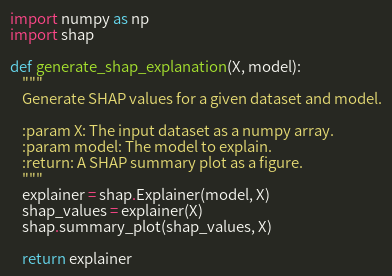 import numpy as np
import shap
def generate_shap_explanation(X, model):
"""
Generate SHAP values for a given dataset and model.
:param X: The input dataset as a numpy array.
:param model: The model to explain.
:return: A SHAP summary plot as a figure.
"""
explainer = shap.Explainer(model, X)
shap_values = explainer(X)
shap.summary_plot(shap_values, X)
return explainer